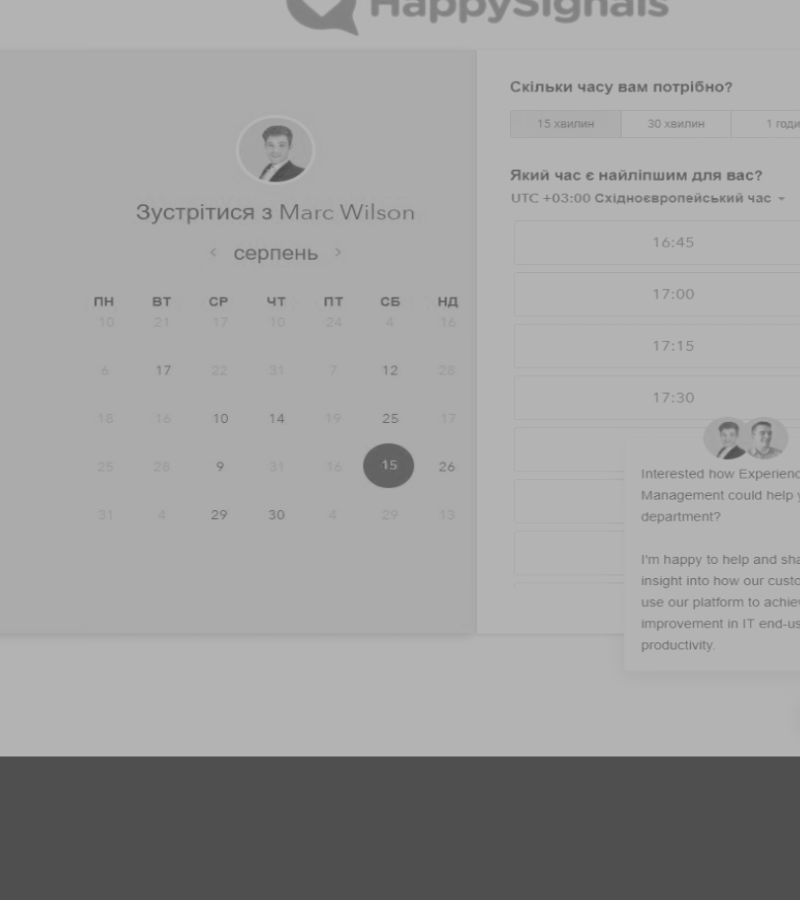 HappySignals
Зустрітися з Marc Wilson
< серпень >
ПН ВТ СР ЧТ ПТ СБ НД
10 21 17 10 24 4 16
6 17 22 31 7 12 28
18 16 10 14 19 25 17
25 28 9 31 16 15 26
31 4 29 30 4 29 13
Скільки часу вам потрібно?
15 хвилин 30 хвилин 1 годи
Який час є найліпшим для вас?
UTC +03:00 Східноєвропейський час
16:45
17:00
17:15
17:30
Interested how Experienc
Management could help y
department?
I'm happy to help and sha
insight into how our custo
use our platform to achiev
improvement in IT end-us
productivity.